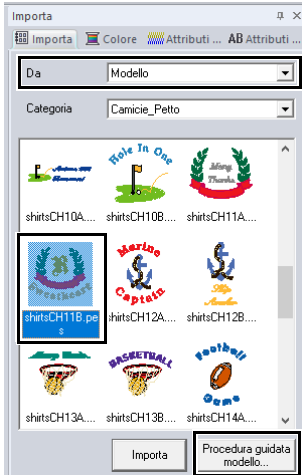 Importa
Importa Colore Attributi ... AB Attributi ...
Da Modello
Categoria Camicie_Petto
Hole In One
Many Thanks
shirtsCH10A.... shirtsCH10B.... shirtsCH11A....
Marine Captain
Sweetheart
shirtsCH11B.pes shirtsCH12A.... shirtsCH12B....
BASKETBALL
Football Game
shirtsCH13A.... shirtsCH13B.... shirtsCH14A....
Importa
Procedura guidata
modello...